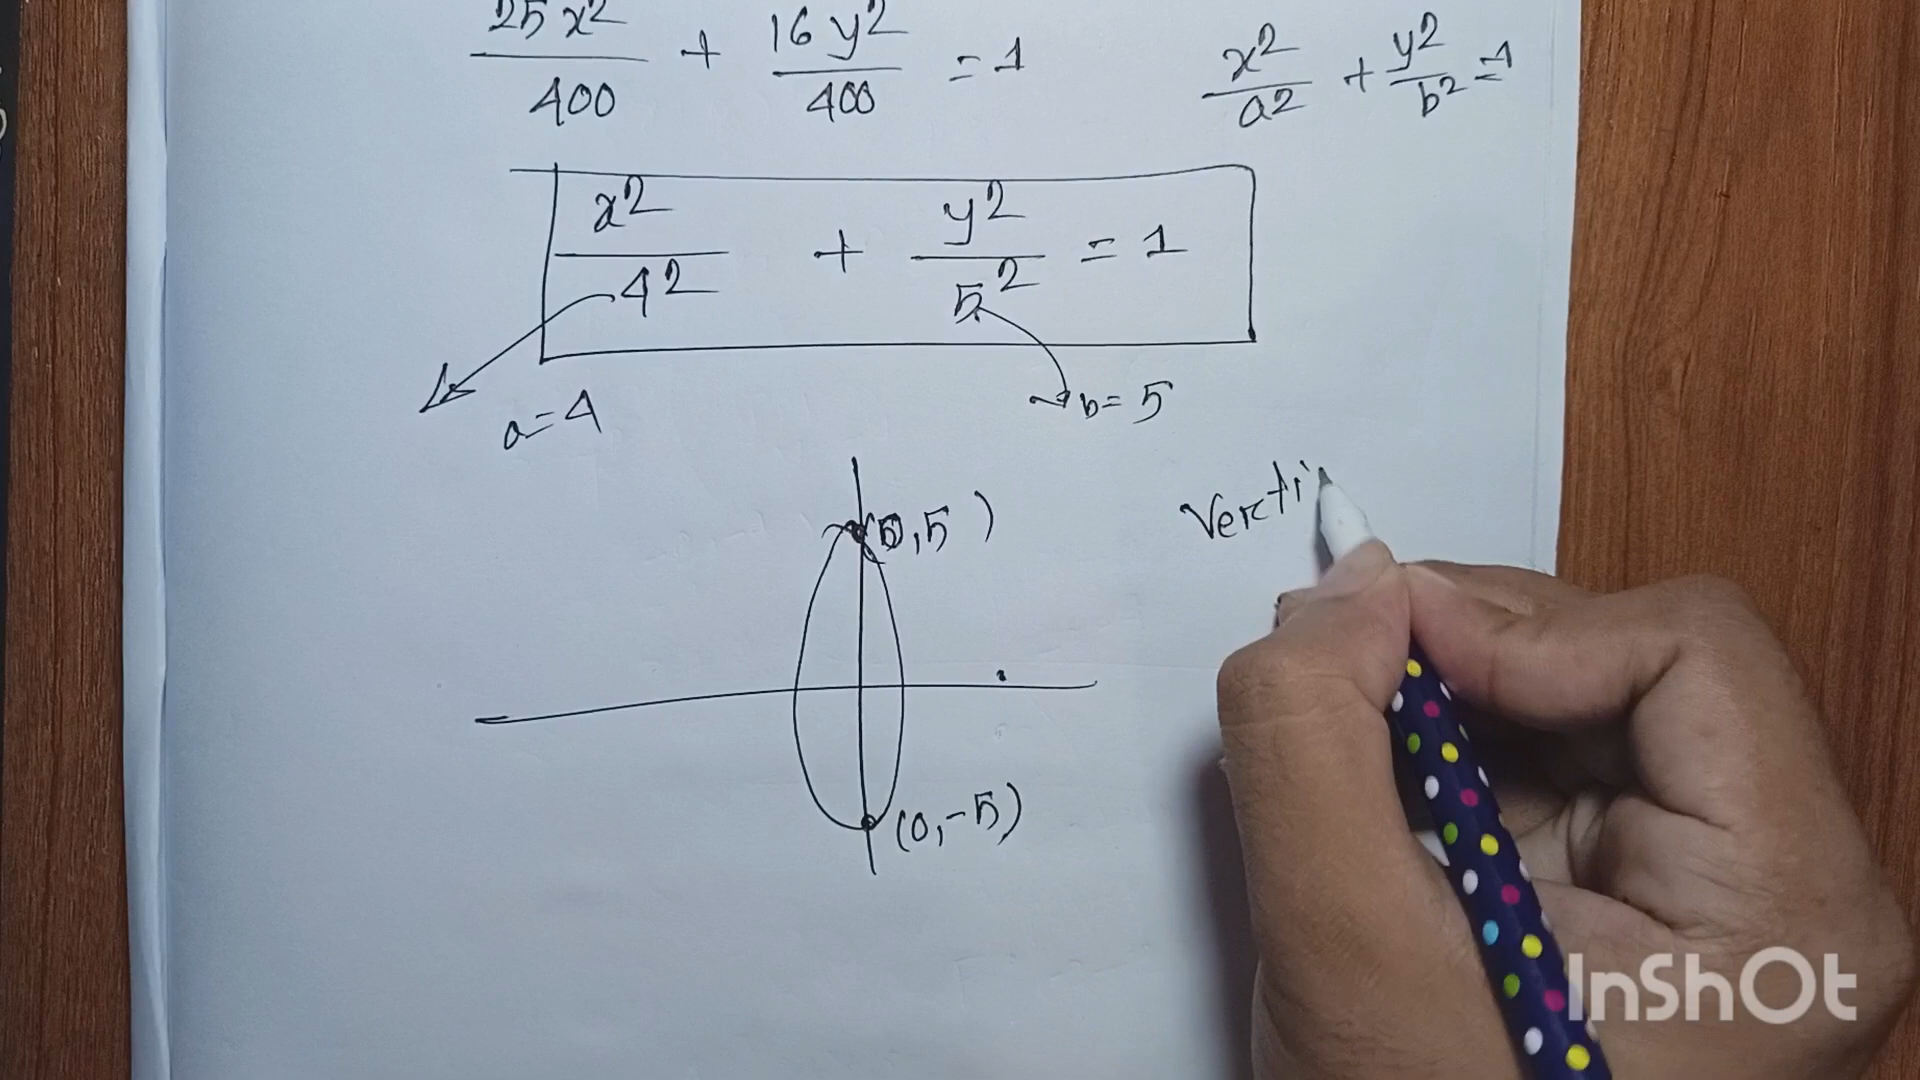 25x²/400 + 16y²/400 = 1
x²/a2 + y²/b² = 1
x²/4² + y²/5² = 1
a=4
b= 5
(0,5)
Verti
(0,-5)
InShOt